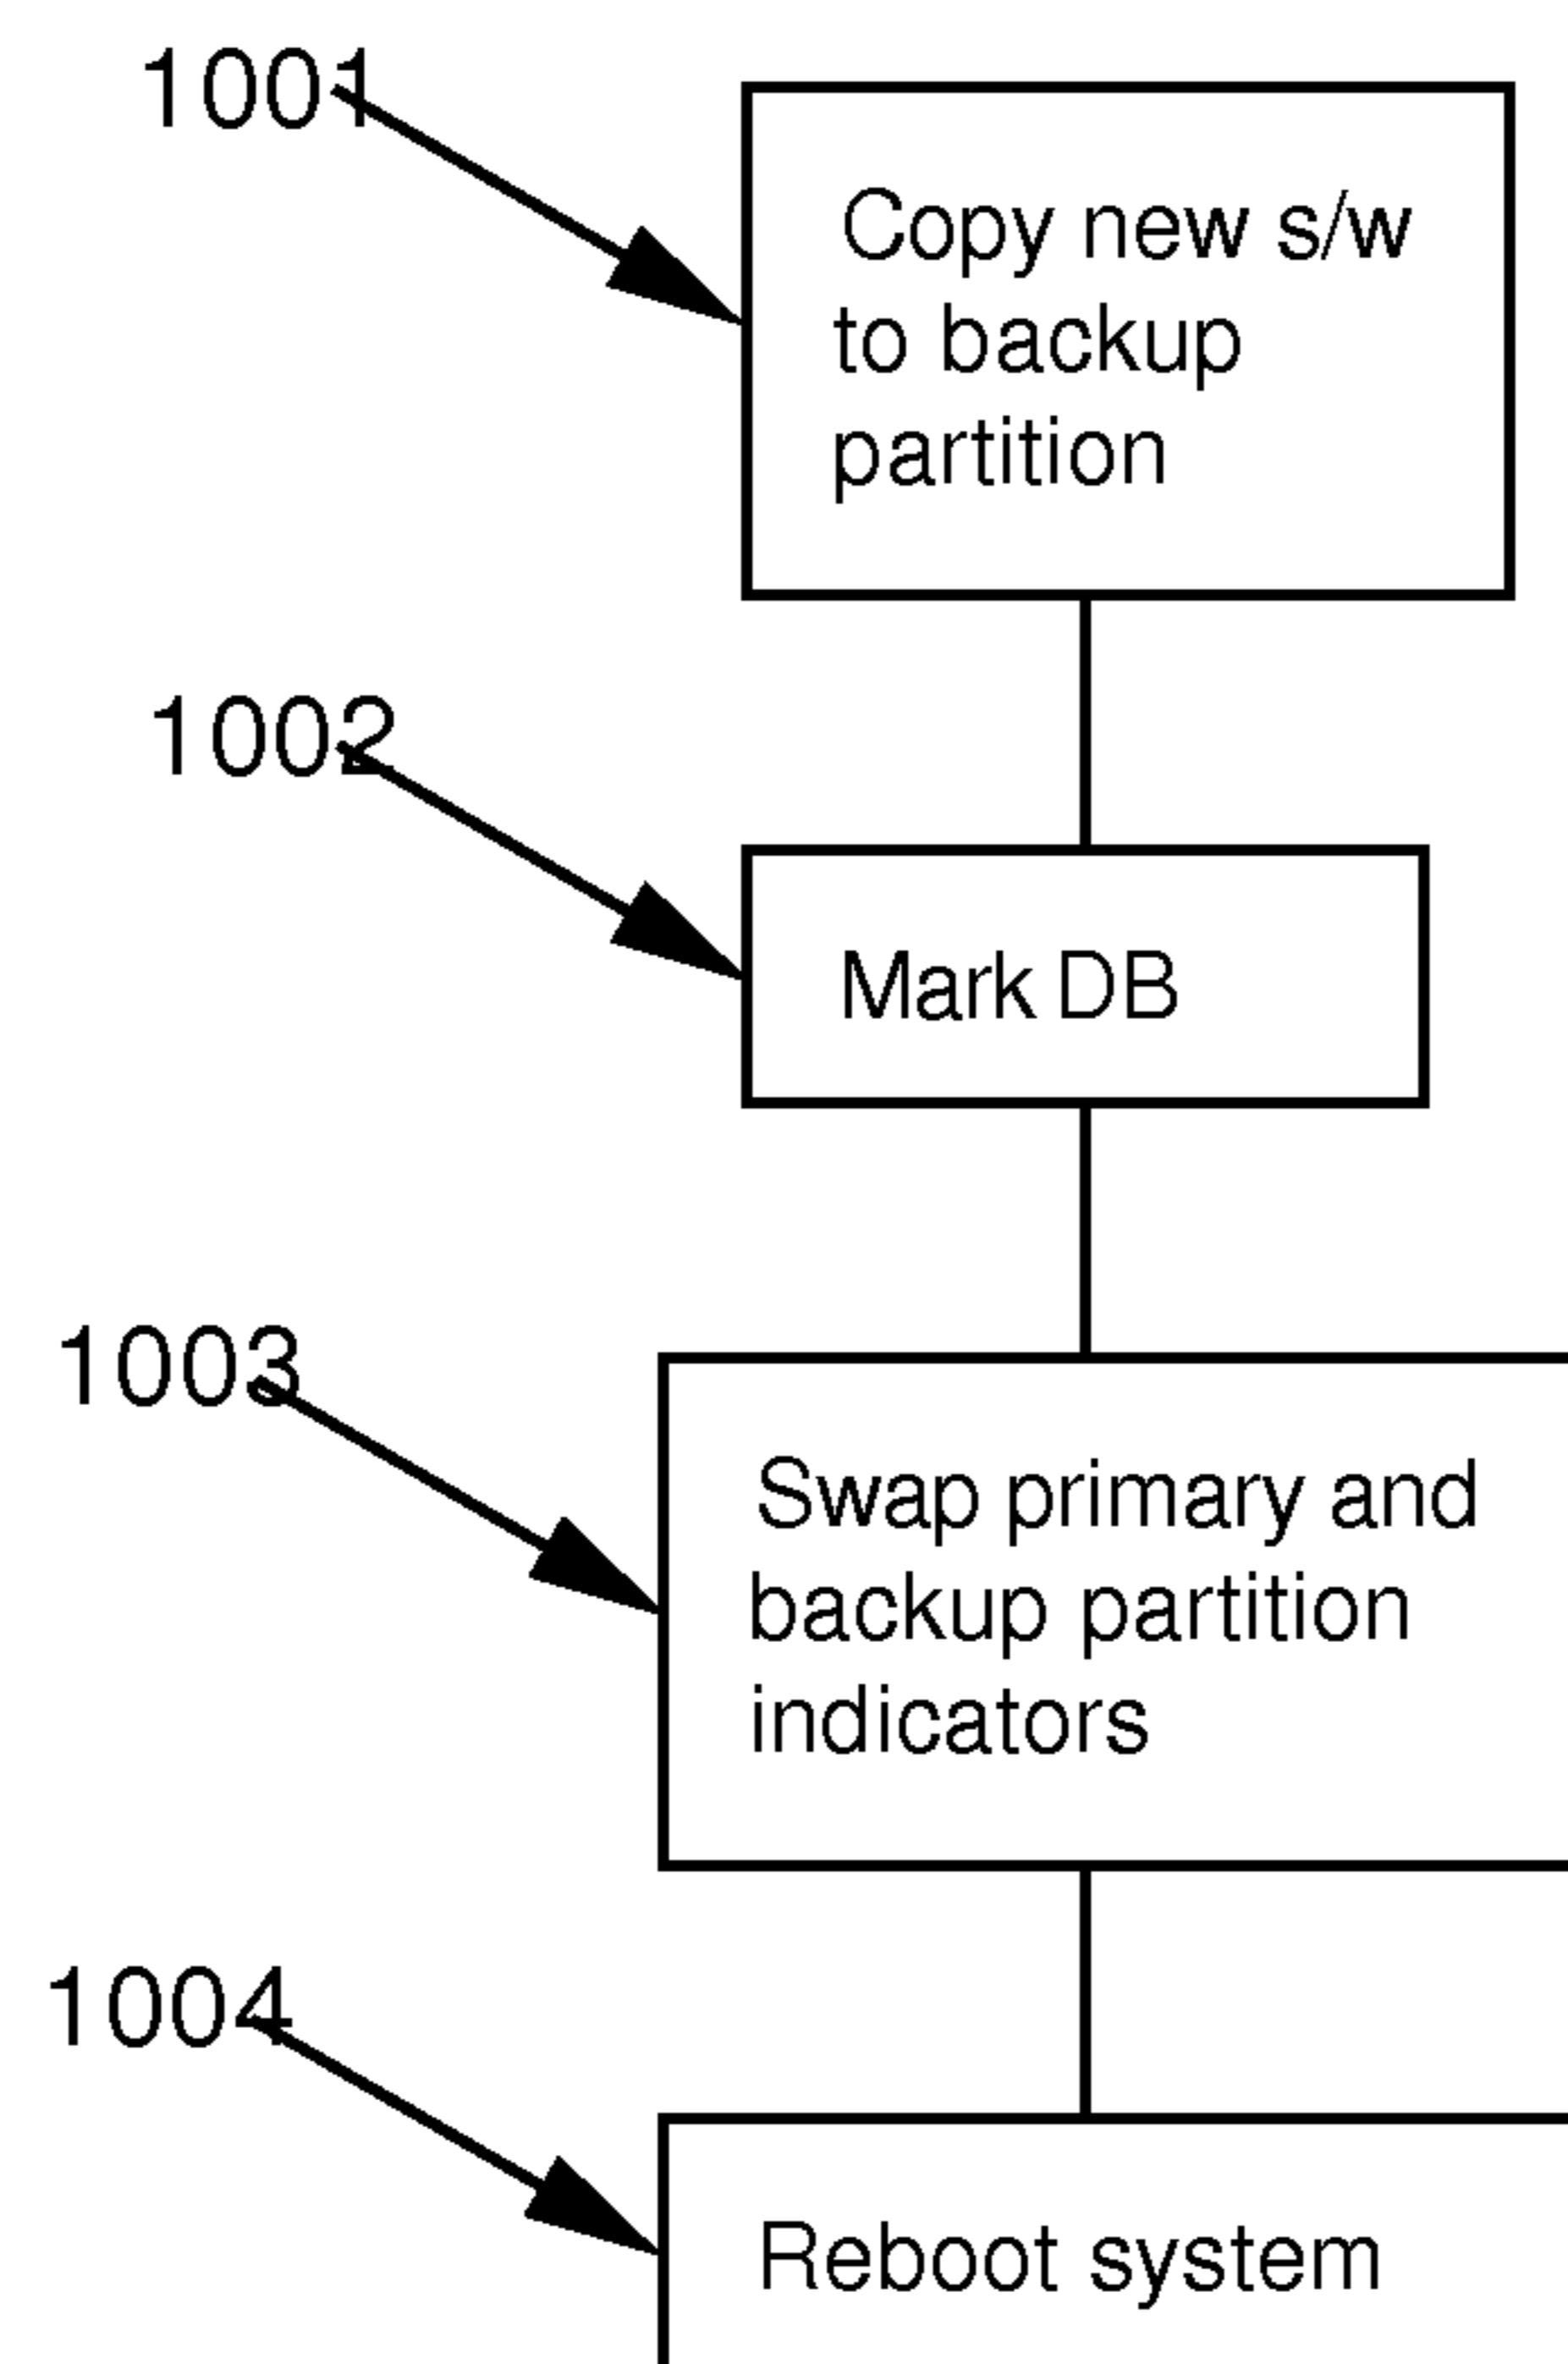 1001
Copy new s/w
to backup
partition
1002
Mark DB
1003
Swap primary and
backup partition
indicators
1004
Reboot system